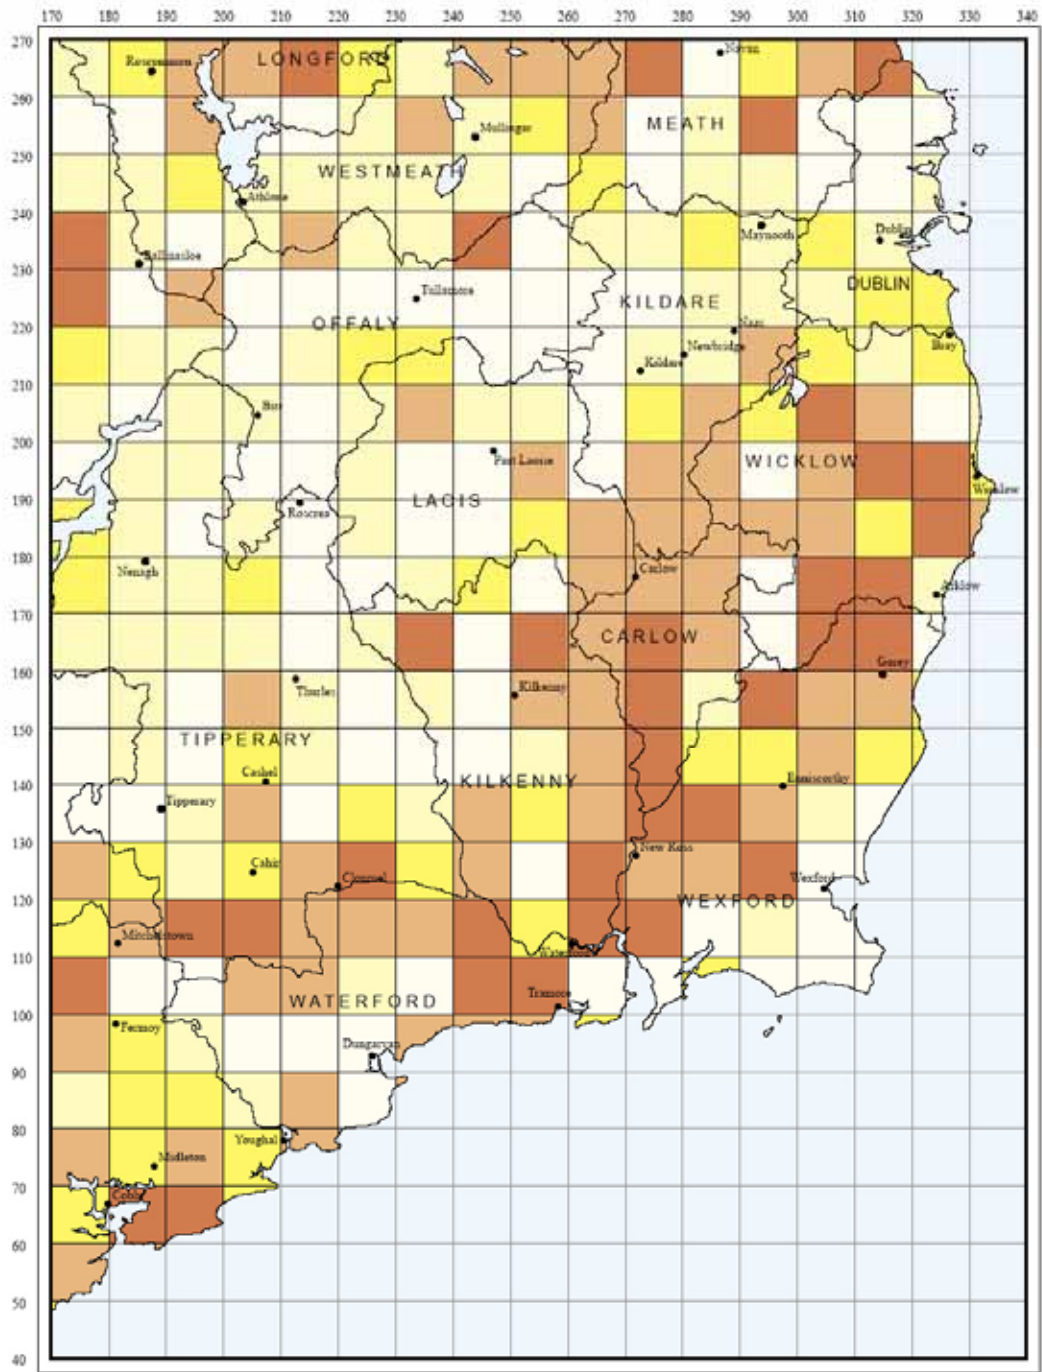 170 180 190 200 210 220 230 240 250 260 270 280 290 300 310 320 330 340
270
Roscommon
LONGFORD
Navan
260
Mullingar
MEATH
250
WESTMEATH
Athlone
240
Maynooth
Dublin
Ballinasloe
230
Tullamore
KILDARE
DUBLIN
OFFALY
Naas
220
Newbridge
Bray
Kildare
210
Birr
200
Port Laoise
WICKLOW
Wicklow
190
LAOIS
Roscrea
180
Nenagh
Carlow
Arklow
170
CARLOW
Gorey
160
Thurles
Kilkenny
150
TIPPERARY
Cashel
KILKENNY
Enniscorthy
140
Tipperary
130
New Ross
Cahir
Clonmel
Wexford
120
WEXFORD
Mitchelstown
Waterford
110
WATERFORD
Tramore
100
Fermoy
Dungarvan
90
80
Youghal
Midleton
70
Cobh
60
50
40